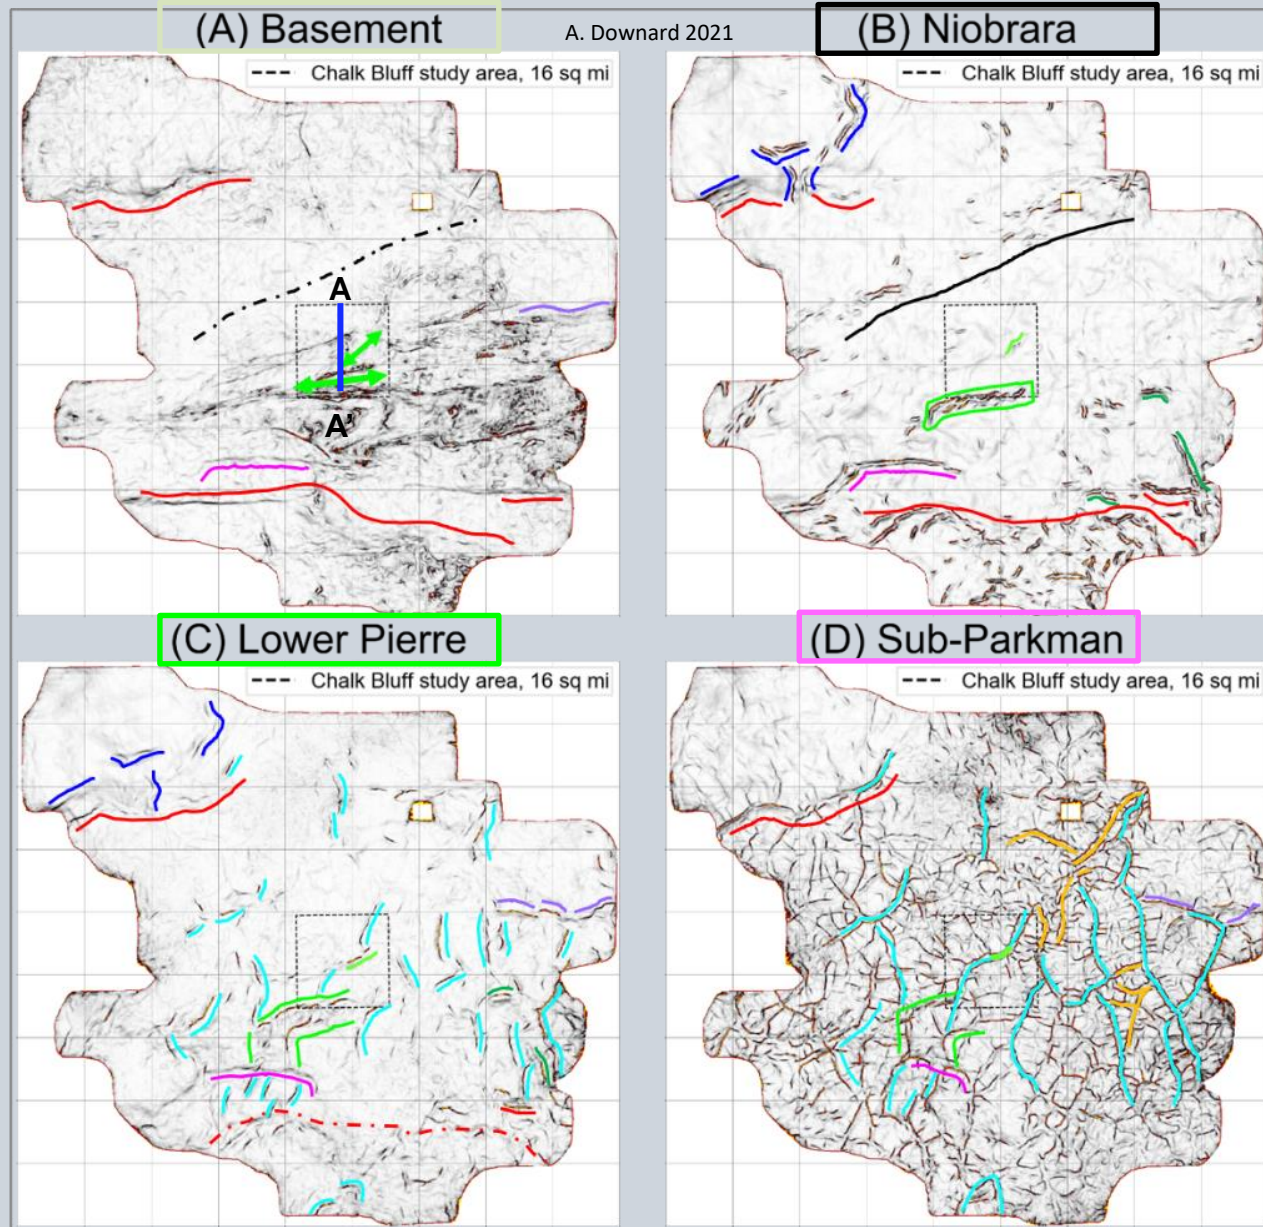 (A) Basement
A. Downard 2021
(B) Niobrara
Chalk Bluff study area, 16 sq mi
Chalk Bluff study area, 16 sq mi
A
A'
(C) Lower Pierre
(D) Sub-Parkman
Chalk Bluff study area, 16 sq mi
Chalk Bluff study area, 16 sq mi